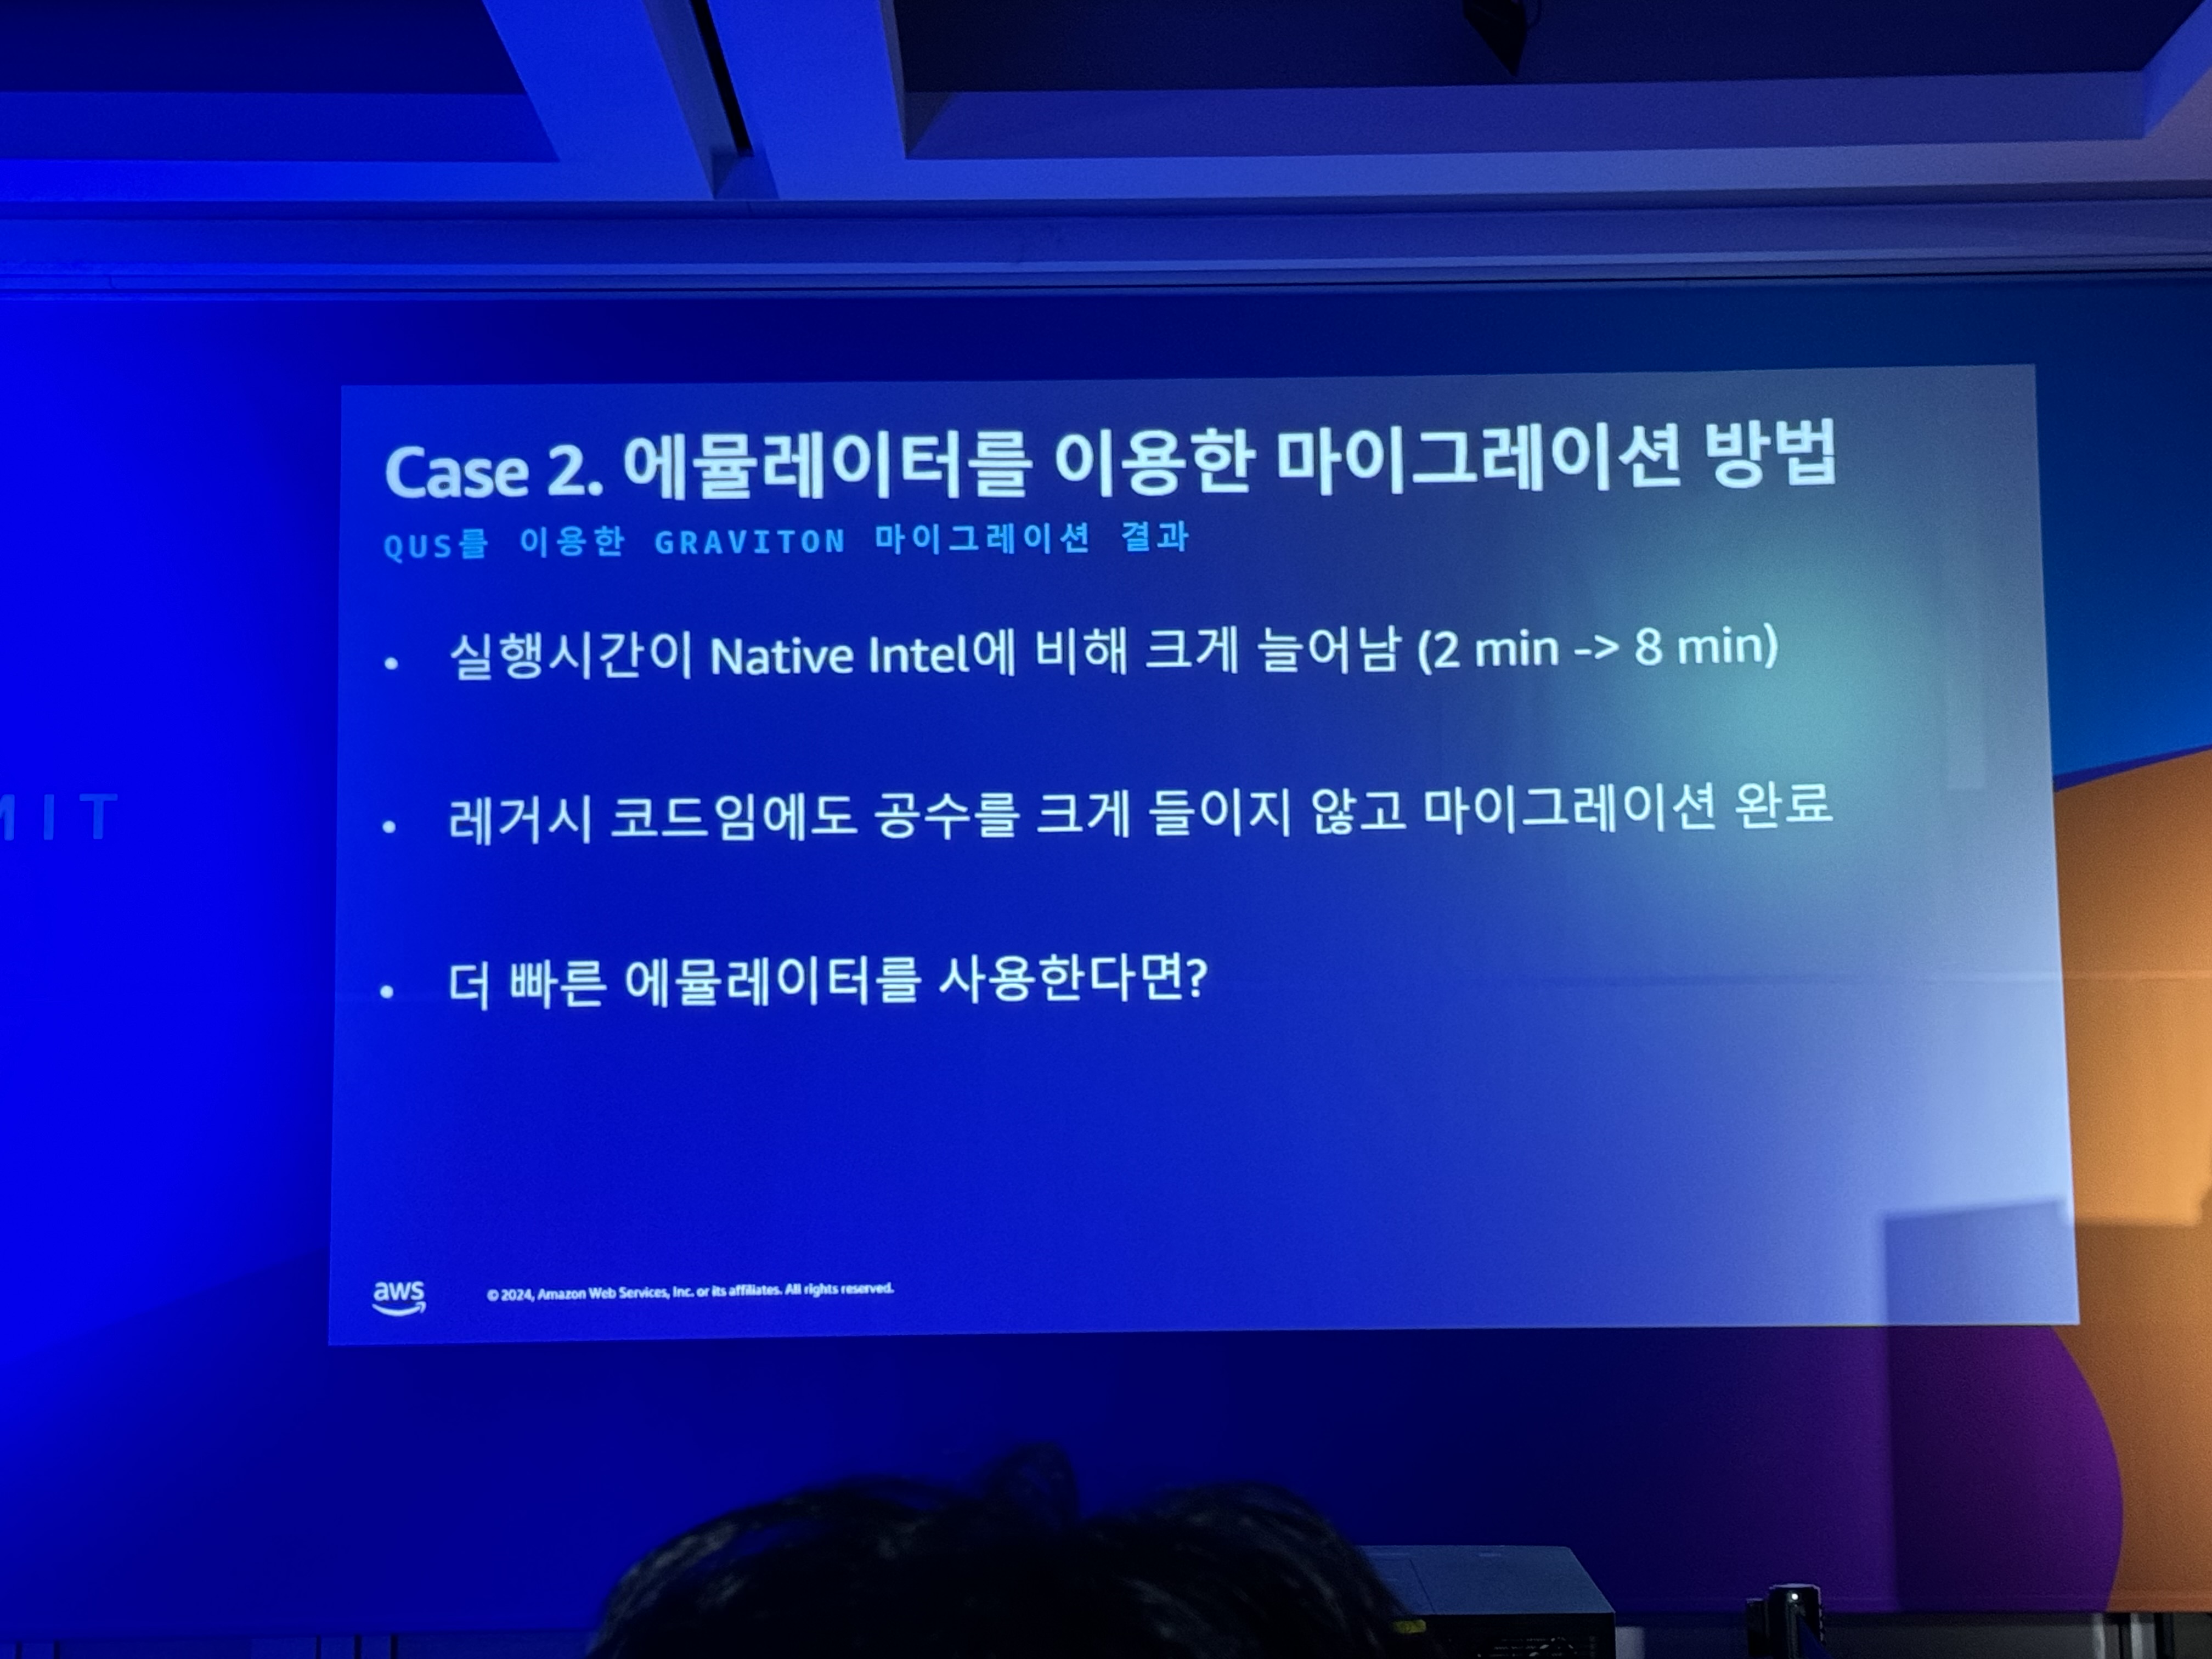 Case 2. 에뮬레이터를 이용한 마이그레이션 방법
QUS를 이용한 GRAVITON 마이그레이션 결과
• 실행시간이 Native Intel에 비해 크게 늘어남 (2 min -> 8 min)
MIT
• 레거시 코드임에도 공수를 크게 들이지 않고 마이그레이션 완료
• 더 빠른 에뮬레이터를 사용한다면?
aws
© 2024, Amazon Web Services, Inc. or its affiliates. All rights reserved.